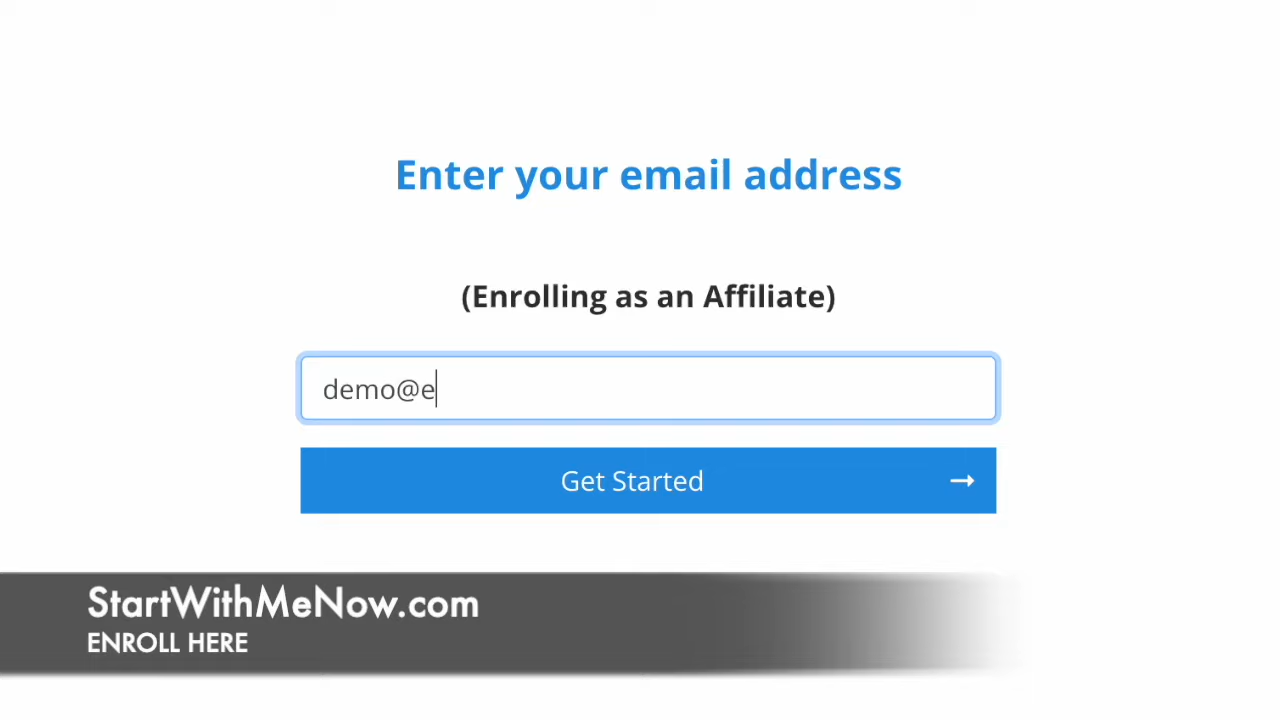 Enter your email address
(Enrolling as an Affiliate)
demo@e
Get Started →
StartWithMeNow.com
ENROLL HERE